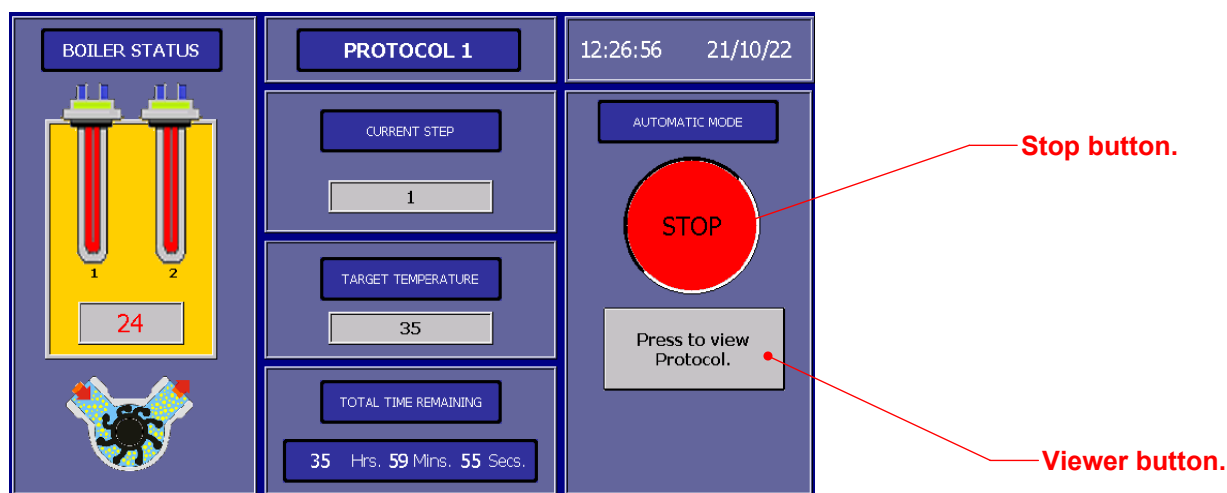 BOILER STATUS
1
2
24
PROTOCOL 1
CURRENT STEP
1
TARGET TEMPERATURE
35
TOTAL TIME REMAINING
35 Hrs. 59 Mins. 55 Secs.
12:26:56 21/10/22
AUTOMATIC MODE
STOP
Press to view
Protocol.
Stop button.
Viewer button.